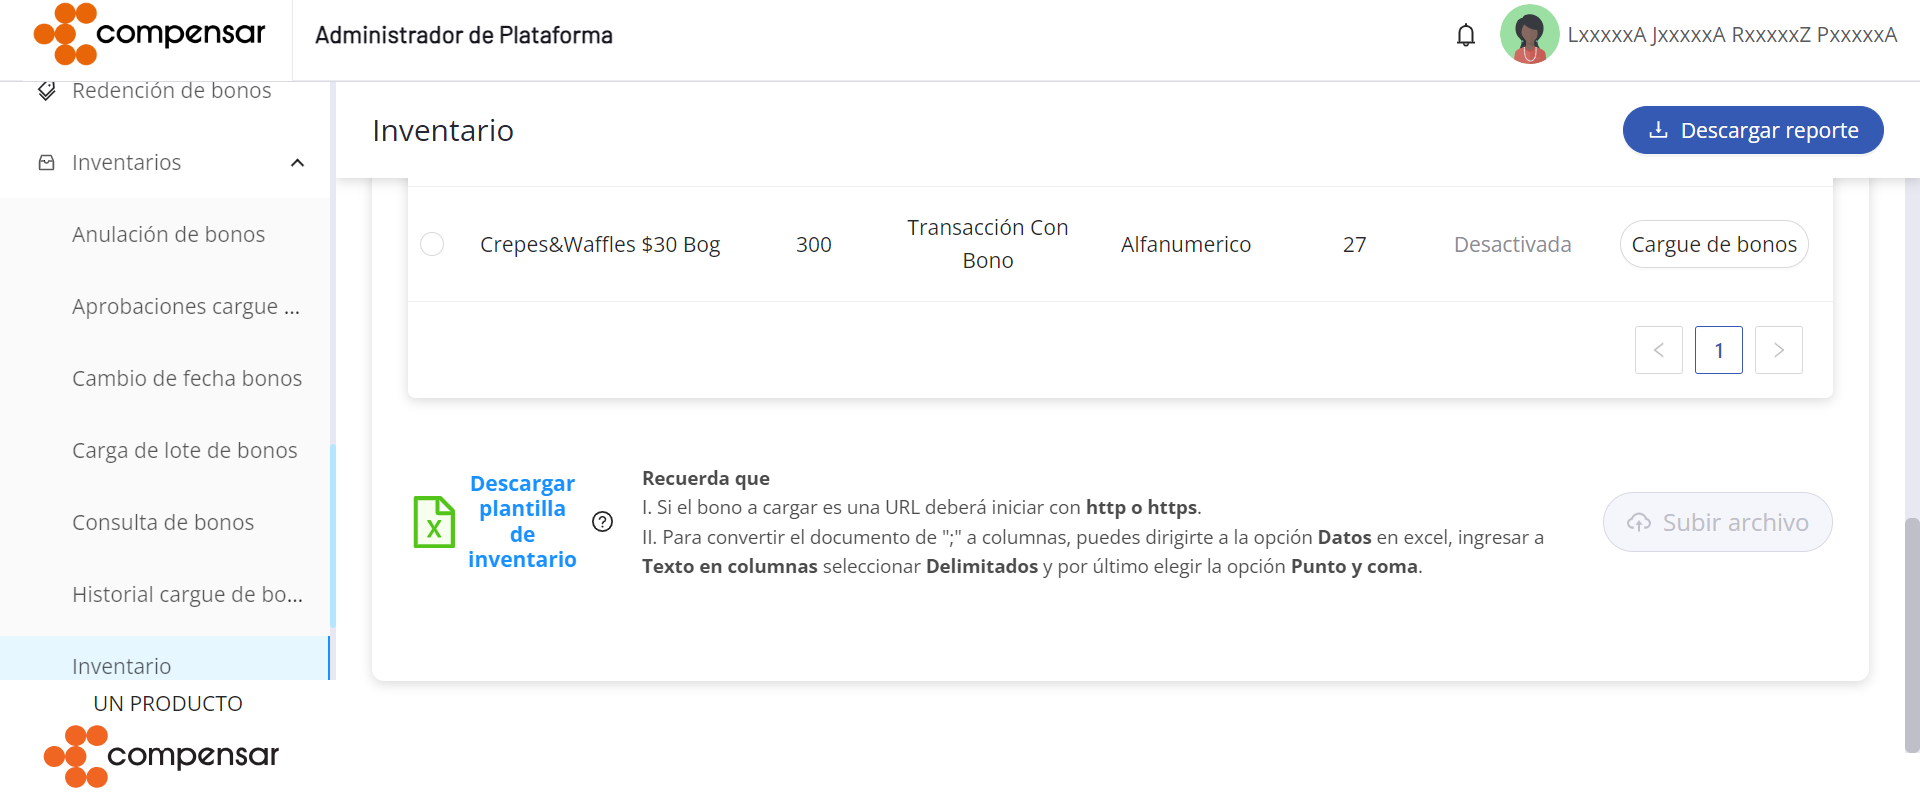 compensar
Administrador de Plataforma
LxxxxxA JxxxxxA RxxxxxZ PxxxxxA
Redención de bonos
Inventarios
Anulación de bonos
Aprobaciones cargue ...
Cambio de fecha bonos
Carga de lote de bonos
Consulta de bonos
Historial cargue de bo...
Inventario
UN PRODUCTO
compensar
Inventario
Descargar reporte
Crepes&Waffles $30 Bog
300
Transacción Con
Bono
Alfanumerico
27
Desactivada
Cargue de bonos
<
1
>
X
Descargar
plantilla
de
inventario
?
Recuerda que
I. Si el bono a cargar es una URL deberá iniciar con http o https.
II. Para convertir el documento de ";" a columnas, puedes dirigirte a la opción Datos en excel, ingresar a
Texto en columnas seleccionar Delimitados y por último elegir la opción Punto y coma.
Subir archivo